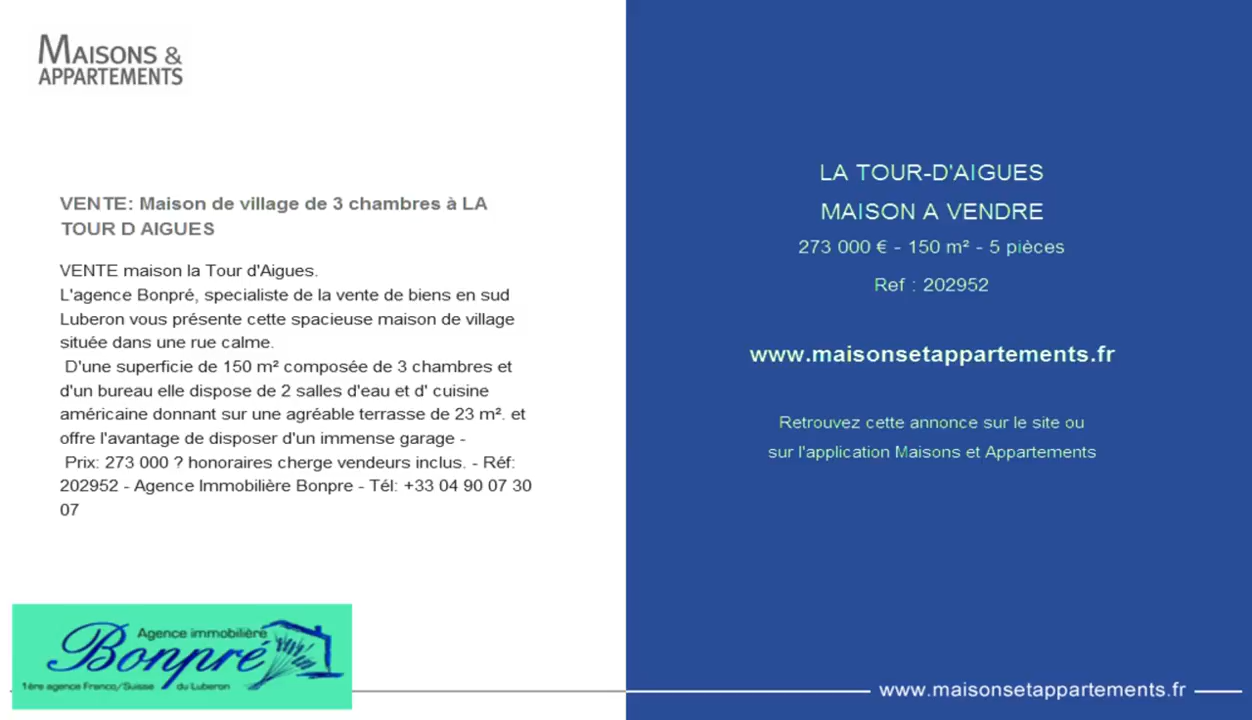 MAISONS &
APPARTEMENTS
VENTE: Maison de village de 3 chambres à LA
TOUR D AIGUES
VENTE maison la Tour d'Aigues.
L'agence Bonpré, specialiste de la vente de biens en sud
Luberon vous présente cette spacieuse maison de village
située dans une rue calme.
D'une superficie de 150 m² composée de 3 chambres et
d'un bureau elle dispose de 2 salles d'eau et d' cuisine
américaine donnant sur une agréable terrasse de 23 m². et
offre l'avantage de disposer d'un immense garage -
Prix: 273 000 ? honoraires cherge vendeurs inclus. - Réf:
202952 - Agence Immobilière Bonpre - Tél: +33 04 90 07 30
07
Agence immobilière
Bonpré
1ère agence Franco/Suisse du Luberon
LA TOUR-D'AIGUES
MAISON A VENDRE
273 000 € - 150 m² - 5 pièces
Ref : 202952
www.maisonsetappartements.fr
Retrouvez cette annonce sur le site ou
sur l'application Maisons et Appartements
www.maisonsetappartements.fr